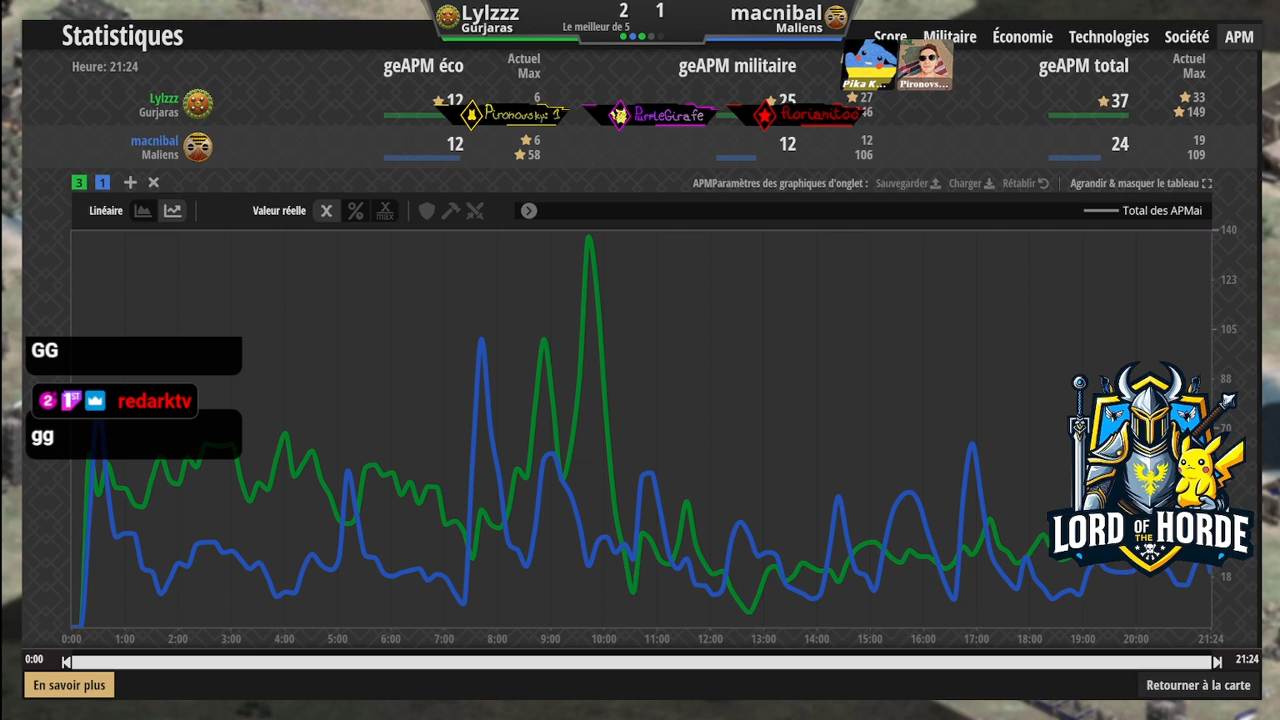 Lylzzz
Gurjaras
2 1
Le meilleur de 5
macnibal
Maliens
Statistiques
Score Militaire Économie Technologies Société APM
Heure: 21:24
geAPM éco
Actuel
Max
geAPM militaire
geAPM total
Actuel
Max
Pika K...
Pironovs...
Lylzzz
Gurjaras
12
6
25
27
46
37
33
149
Pironovskyi 1
PurrleGirafe
florianitoo
macnibal
Maliens
12
6
58
12
12
106
24
19
109
3 1
APMParamètres des graphiques d'onglet : Sauvegarder Charger Rétablir Agrandir & masquer le tableau
Linéaire
Valeur réelle
X % X max
Total des APMai
140
123
105
88
70
18
GG
2 1ST redarktv
gg
LORD OF THE HORDE
0:00 1:00 2:00 3:00 4:00 5:00 6:00 7:00 8:00 9:00 10:00 11:00 12:00 13:00 14:00 15:00 16:00 17:00 18:00 19:00 20:00 21:24
0:00
21:24
En savoir plus
Retourner à la carte